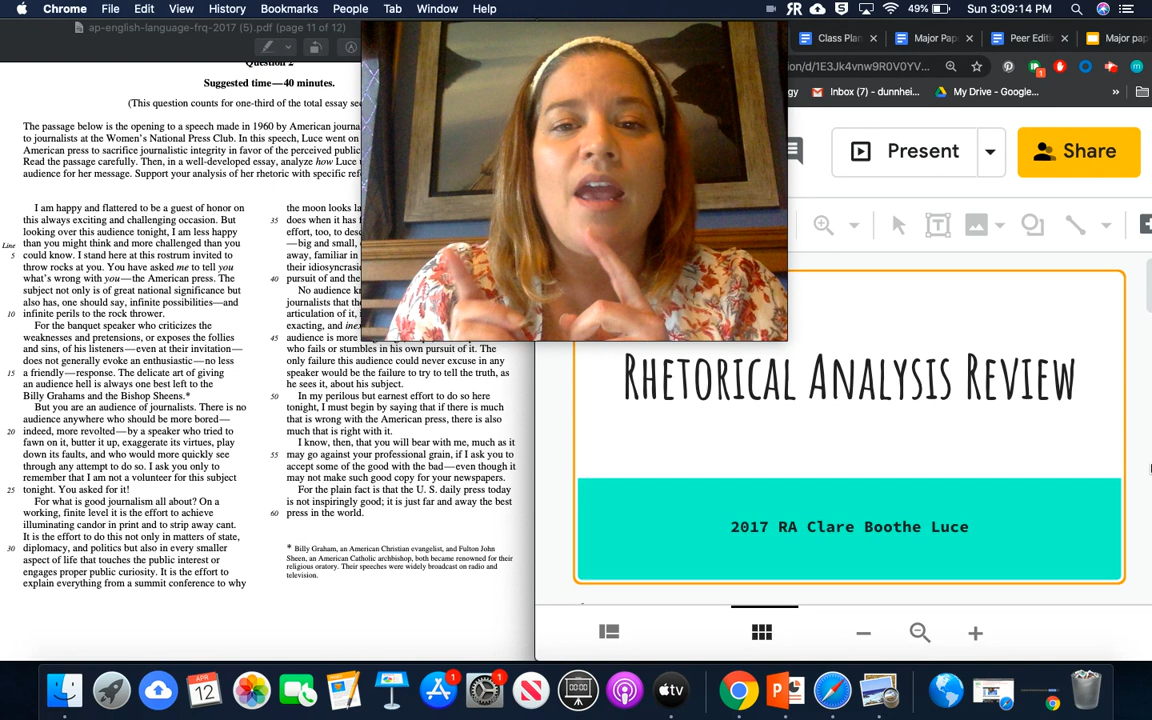 Chrome File Edit View History Bookmarks People Tab Window Help 49% Sun 3:09:14 PM
ap-english-language-frq-2017 (5).pdf (page 11 of 12)
Class Plan
Major Pape
Peer Editin
Major pap
ion/d/1E3Jk4vnw9R0V0YV...
Inbox (7) - dunnhei...
My Drive - Google...
»
Question 2
Suggested time—40 minutes.
(This question counts for one-third of the total essay se
The passage below is the opening to a speech made in 1960 by American journa
to journalists at the Women's National Press Club. In this speech, Luce went on
American press to sacrifice journalistic integrity in favor of the perceived public
Read the passage carefully. Then, in a well-developed essay, analyze how Luce
audience for her message. Support your analysis of her rhetoric with specific ref
I am happy and flattered to be a guest of honor on
this always exciting and challenging occasion. But
looking over this audience tonight, I am less happy
Line than you might think and more challenged than you
5 could know. I stand here at this rostrum invited to
throw rocks at you. You have asked me to tell you
what's wrong with you—the American press. The
subject not only is of great national significance but
also has, one should say, infinite possibilities—and
10 infinite perils to the rock thrower.
For the banquet speaker who criticizes the
weaknesses and pretensions, or exposes the follies
and sins, of his listeners—even at their invitation—
does not generally evoke an enthusiastic—no less
15 a friendly—response. The delicate art of giving
an audience hell is always one best left to the
Billy Grahams and the Bishop Sheens.*
But you are an audience of journalists. There is no
audience anywhere who should be more bored—
20 indeed, more revolted—by a speaker who tried to
fawn on it, butter it up, exaggerate its virtues, play
down its faults, and who would more quickly see
through any attempt to do so. I ask you only to
remember that I am not a volunteer for this subject
25 tonight. You asked for it!
For what is good journalism all about? On a
working, finite level it is the effort to achieve
illuminating candor in print and to strip away cant.
It is the effort to do this not only in matters of state,
30 diplomacy, and politics but also in every smaller
aspect of life that touches the public interest or
engages proper public curiosity. It is the effort to
explain everything from a summit conference to why
the moon looks la
35 does when it has
effort, too, to desc
—big and small,
away, familiar in
their idiosyncrasi
40 pursuit of and the
No audience k
journalists that th
articulation of it, i
exacting, and inex
45 audience is more
who fails or stumbles in his own pursuit of it. The
only failure this audience could never excuse in any
speaker would be the failure to try to tell the truth, as
he sees it, about his subject.
50 In my perilous but earnest effort to do so here
tonight, I must begin by saying that if there is much
that is wrong with the American press, there is also
much that is right with it.
I know, then, that you will bear with me, much as it
55 may go against your professional grain, if I ask you to
accept some of the good with the bad—even though it
may not make such good copy for your newspapers.
For the plain fact is that the U. S. daily press today
is not inspiringly good; it is just far and away the best
60 press in the world.
* Billy Graham, an American Christian evangelist, and Fulton John
Sheen, an American Catholic archbishop, both became renowned for their
religious oratory. Their speeches were widely broadcast on radio and
television.
Present
Share
Rhetorical Analysis Review
2017 RA Clare Boothe Luce
APR
12
1
1
00:00
tv